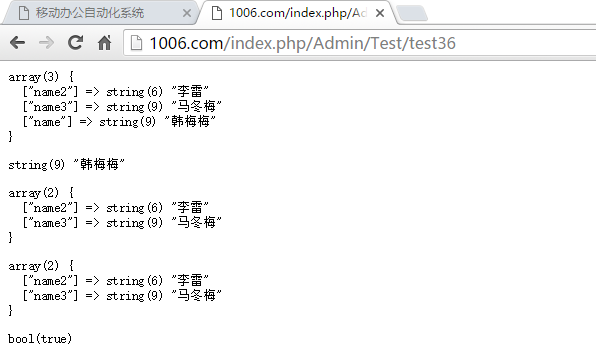 移动办公自动化系统
1006.com/index.php/Ad
1006.com/index.php/Admin/Test/test36
array(3) {
["name2"] => string(6) "李雷"
["name3"] => string(9) "马冬梅"
["name"] => string(9) "韩梅梅"
}
string(9) "韩梅梅"
array(2) {
["name2"] => string(6) "李雷"
["name3"] => string(9) "马冬梅"
}
array(2) {
["name2"] => string(6) "李雷"
["name3"] => string(9) "马冬梅"
}
bool(true)